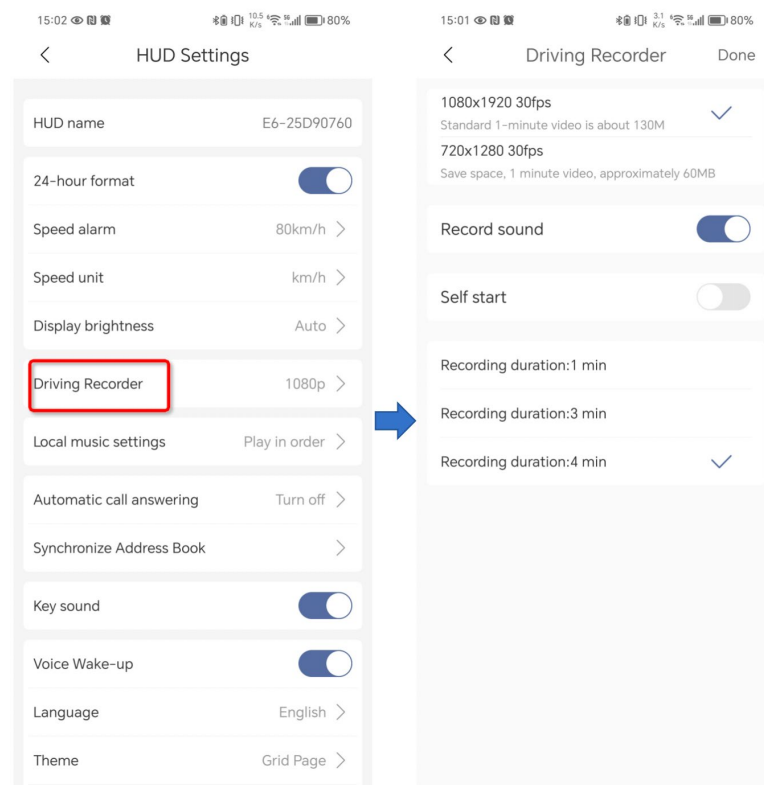 15:02
10.5
K/s
80%
HUD Settings
HUD name E6-25D90760
24-hour format
Speed alarm 80km/h
Speed unit km/h
Display brightness Auto
Driving Recorder 1080p
Local music settings Play in order
Automatic call answering Turn off
Synchronize Address Book
Key sound
Voice Wake-up
Language English
Theme Grid Page
15:01
3.1
K/s
80%
Driving Recorder Done
1080x1920 30fps
Standard 1-minute video is about 130M
720x1280 30fps
Save space, 1 minute video, approximately 60MB
Record sound
Self start
Recording duration:1 min
Recording duration:3 min
Recording duration:4 min